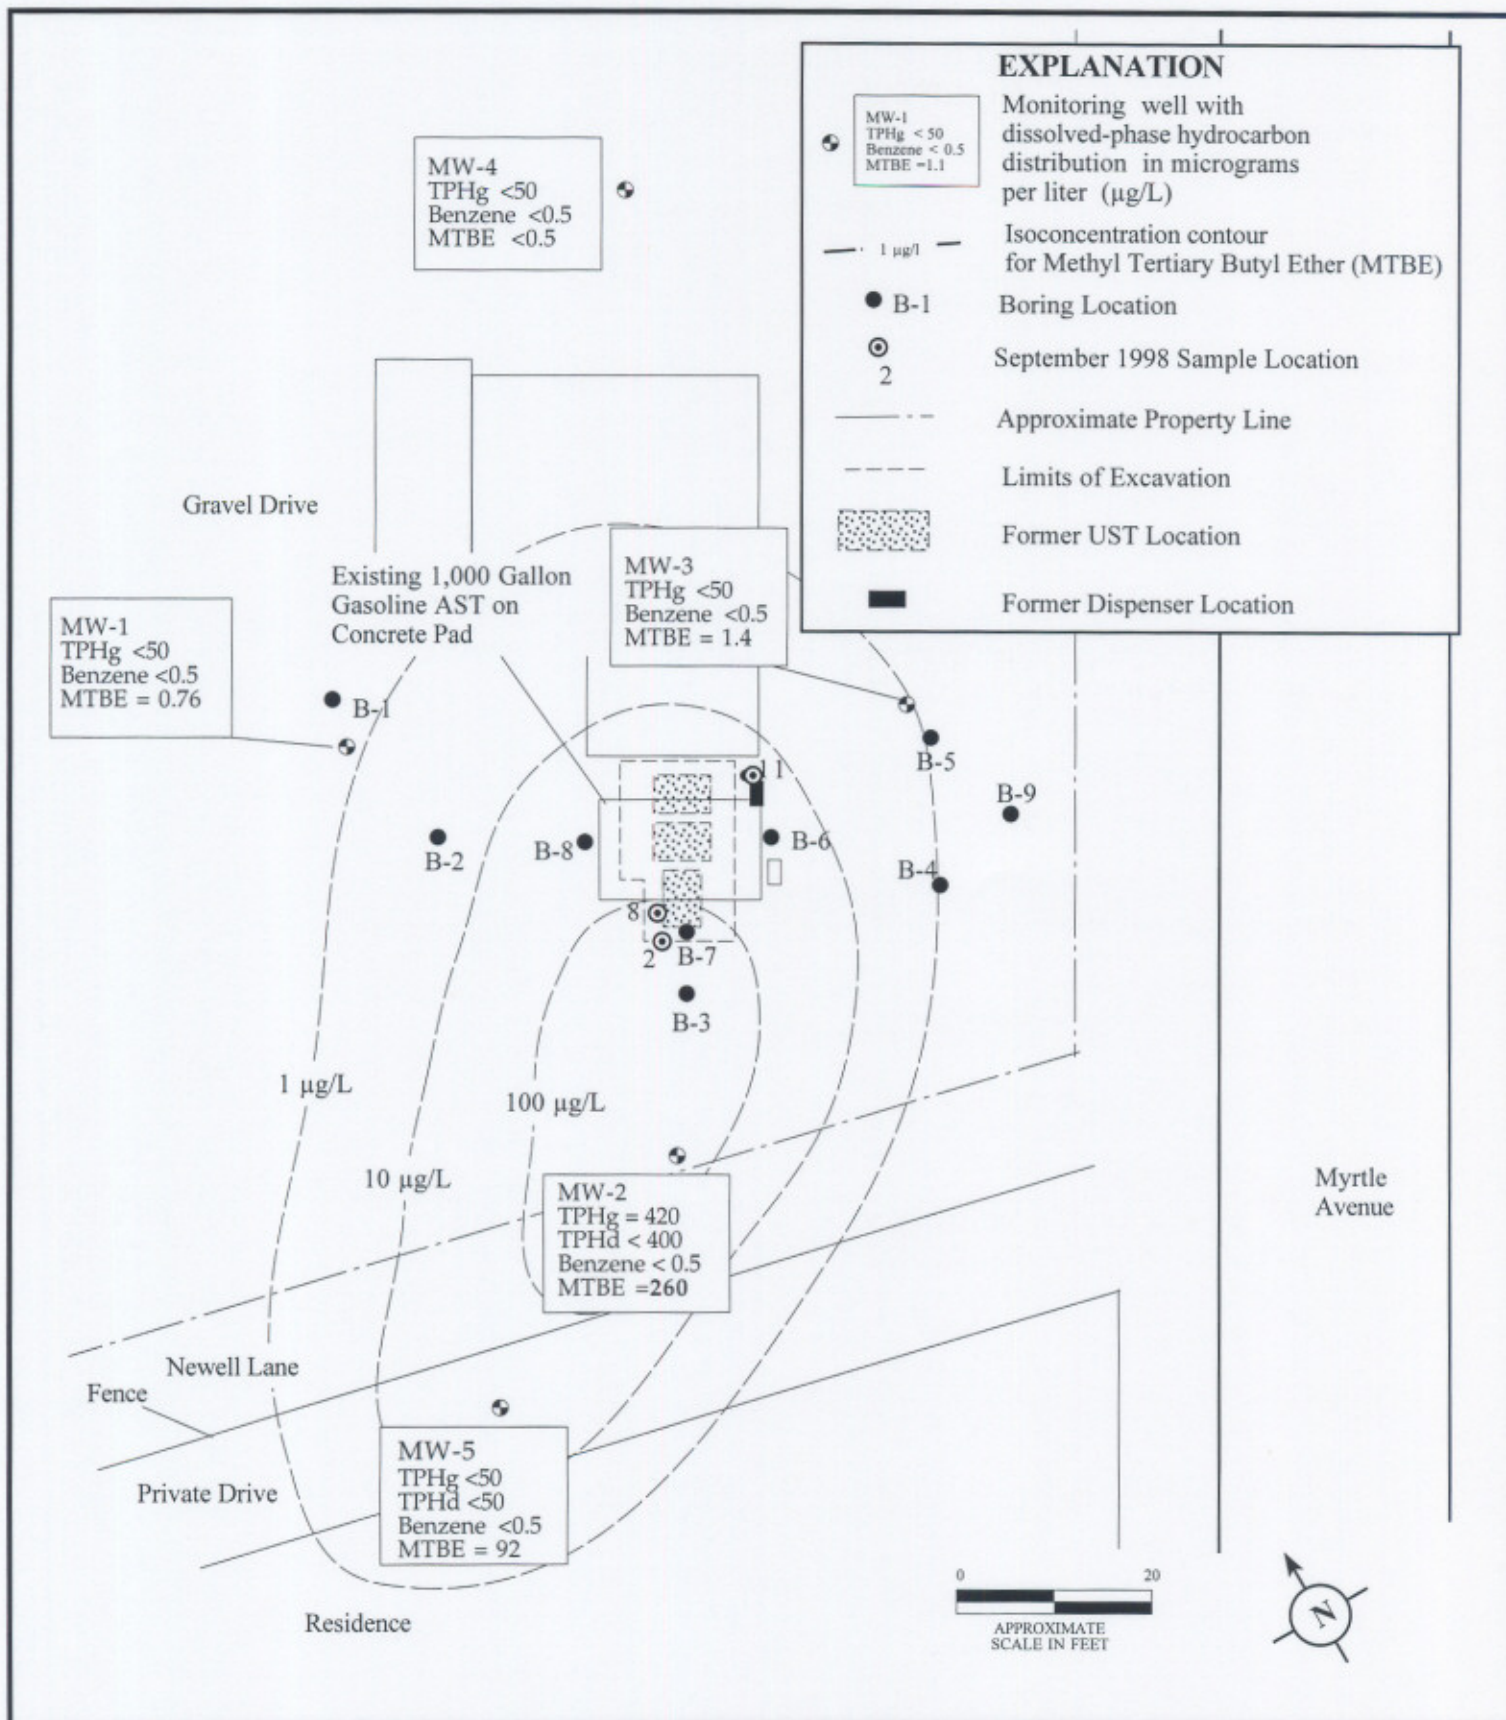 EXPLANATION
MW-1
TPHg < 50
Benzene < 0.5
MTBE =1.1
Monitoring well with
dissolved-phase hydrocarbon
distribution in micrograms
per liter (µg/L)
1 µg/l
Isoconcentration contour
for Methyl Tertiary Butyl Ether (MTBE)
B-1
Boring Location
2
September 1998 Sample Location
Approximate Property Line
Limits of Excavation
Former UST Location
Former Dispenser Location
MW-4
TPHg <50
Benzene <0.5
MTBE <0.5
Gravel Drive
Existing 1,000 Gallon
Gasoline AST on
Concrete Pad
MW-3
TPHg <50
Benzene <0.5
MTBE = 1.4
MW-1
TPHg <50
Benzene <0.5
MTBE = 0.76
B-1
B-5
11
B-9
B-2
B-8
B-6
B-4
8
2
B-7
B-3
1 µg/L
100 µg/L
10 µg/L
MW-2
TPHg = 420
TPHd < 400
Benzene < 0.5
MTBE =260
Myrtle
Avenue
Newell Lane
Fence
MW-5
TPHg <50
TPHd <50
Benzene <0.5
MTBE = 92
Private Drive
Residence
0 20
APPROXIMATE
SCALE IN FEET
N